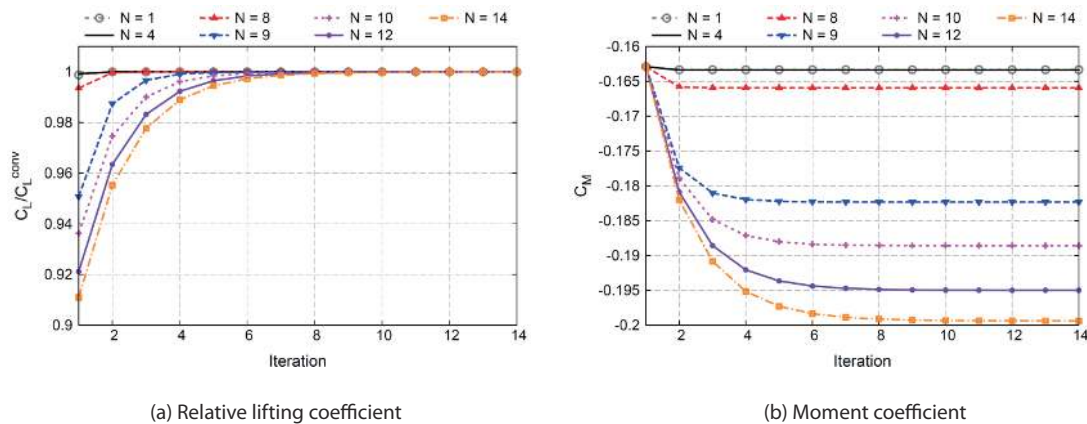 N = 1 N = 8 N = 10 N = 14
N = 4 N = 9 N = 12
1
0.98
0.96
0.94
0.92
0.9
C_L/C_L^conv
2 4 6 8 10 12 14
Iteration
(a) Relative lifting coefficient
N = 1 N = 8 N = 10 N = 14
N = 4 N = 9 N = 12
-0.16
-0.165
-0.17
-0.175
-0.18
-0.185
-0.19
-0.195
-0.2
C_M
2 4 6 8 10 12 14
Iteration
(b) Moment coefficient